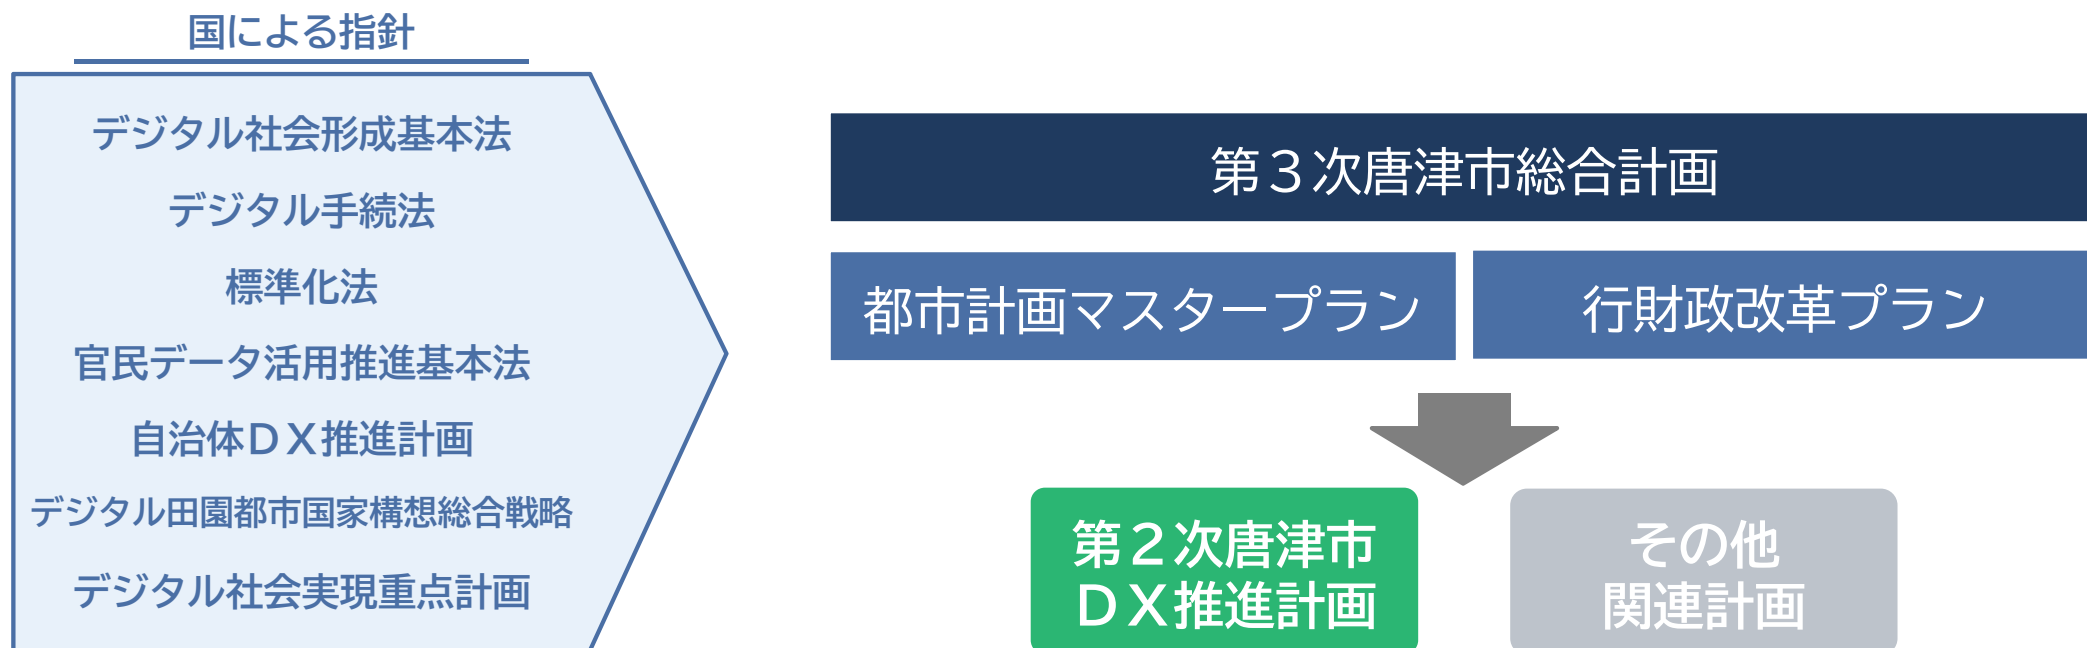 国による指針
デジタル社会形成基本法
デジタル手続法
標準化法
官民データ活用推進基本法
自治体ＤＸ推進計画
デジタル田園都市国家構想総合戦略
デジタル社会実現重点計画
第３次唐津市総合計画
都市計画マスタープラン
行財政改革プラン
第２次唐津市
ＤＸ推進計画
その他
関連計画